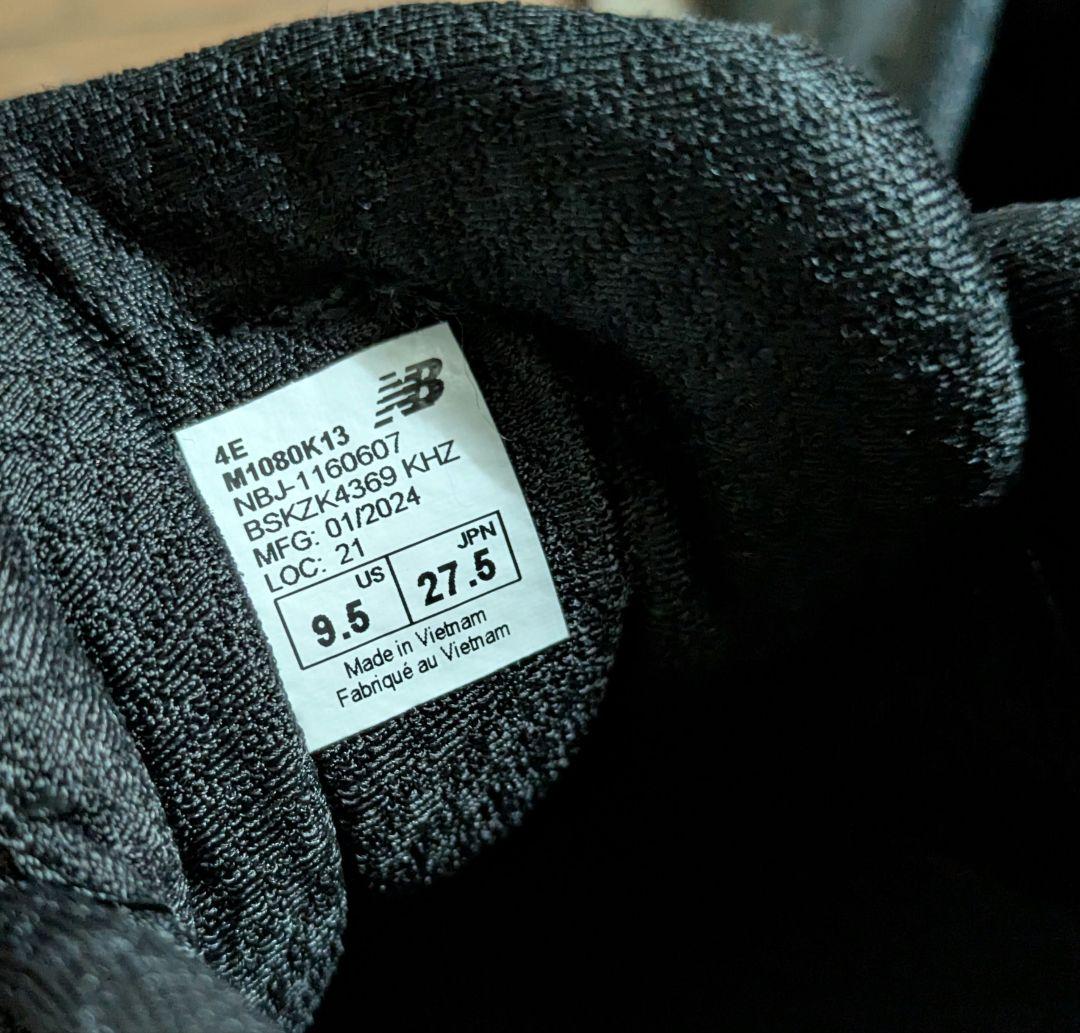 NB
4E
M1080K13
NBJ-1160607
BSKZK4369 KHZ
MFG: 01/2024
LOC: 21
US JPN
9.5 27.5
Made in Vietnam
Fabriqué au Vietnam